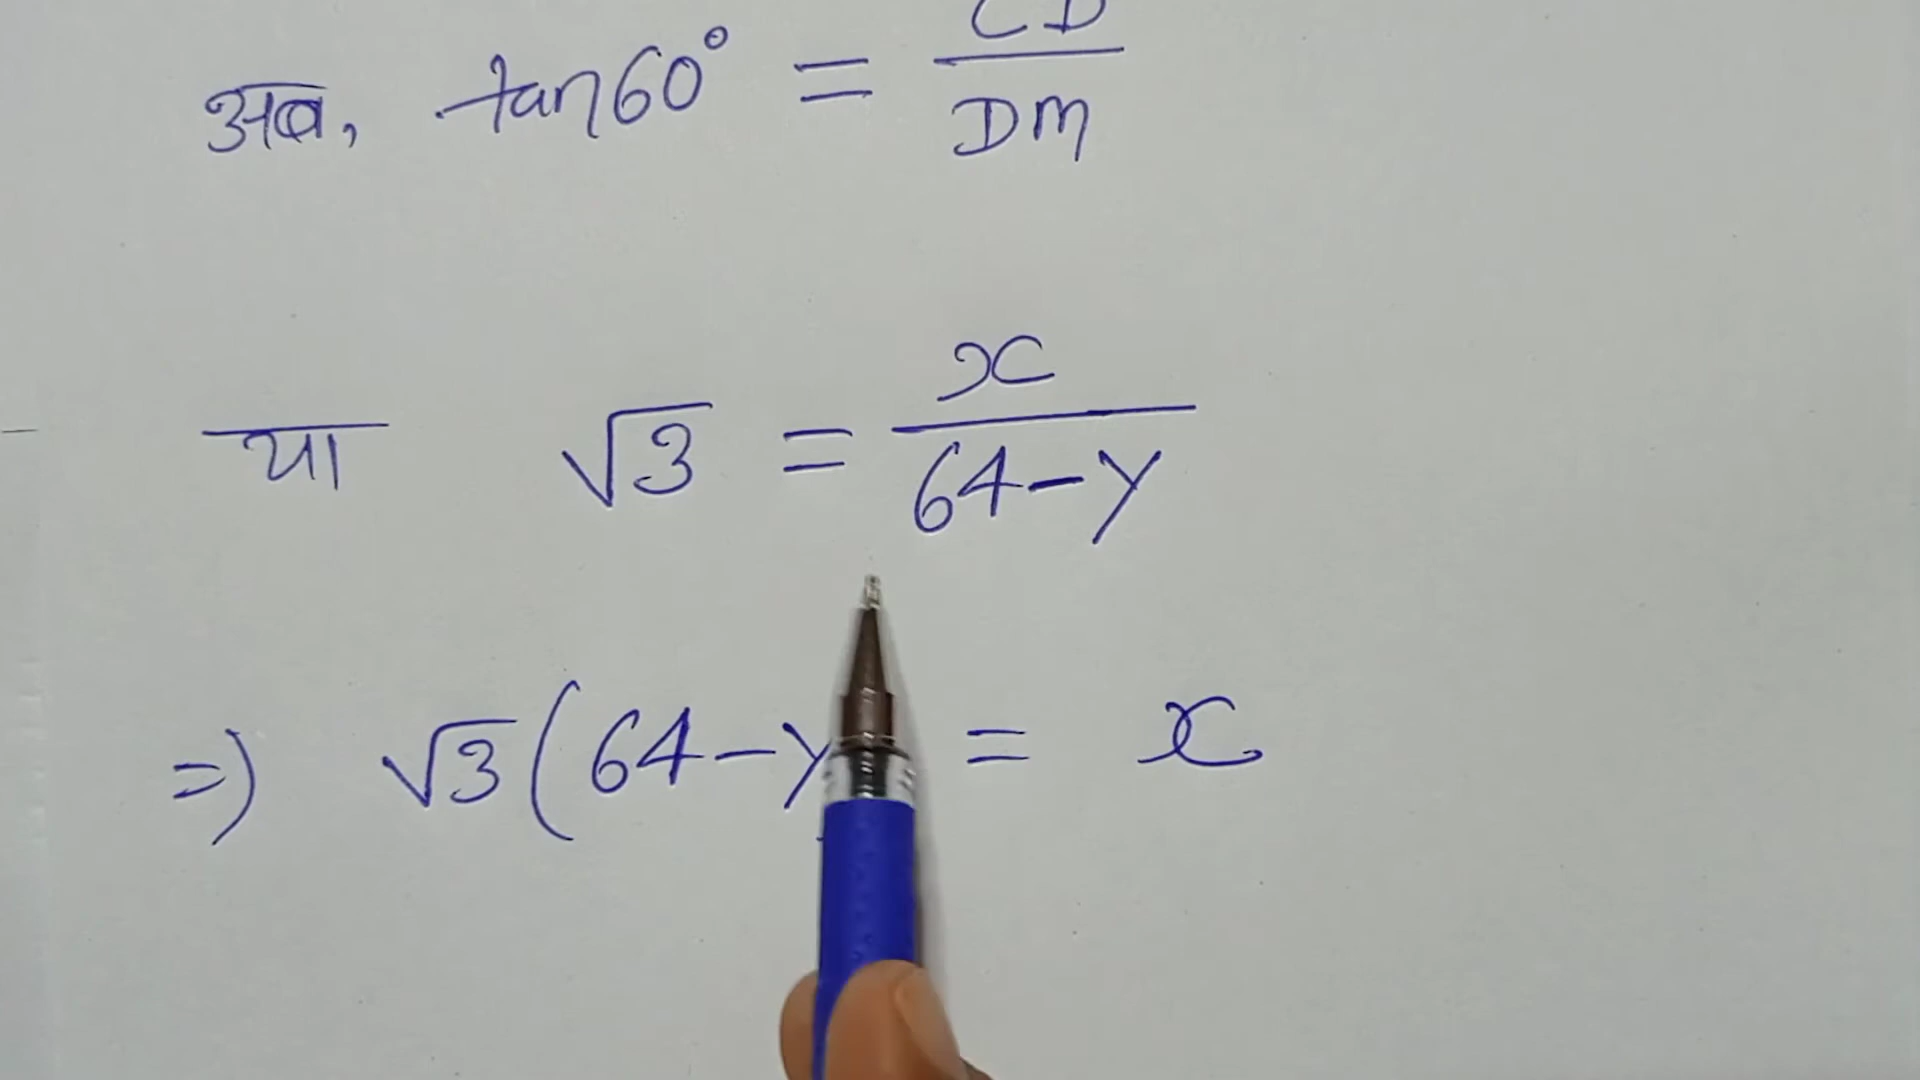 अब, tan60° = CD/DM
या √3 = x/64-y
=) √3(64-y = x